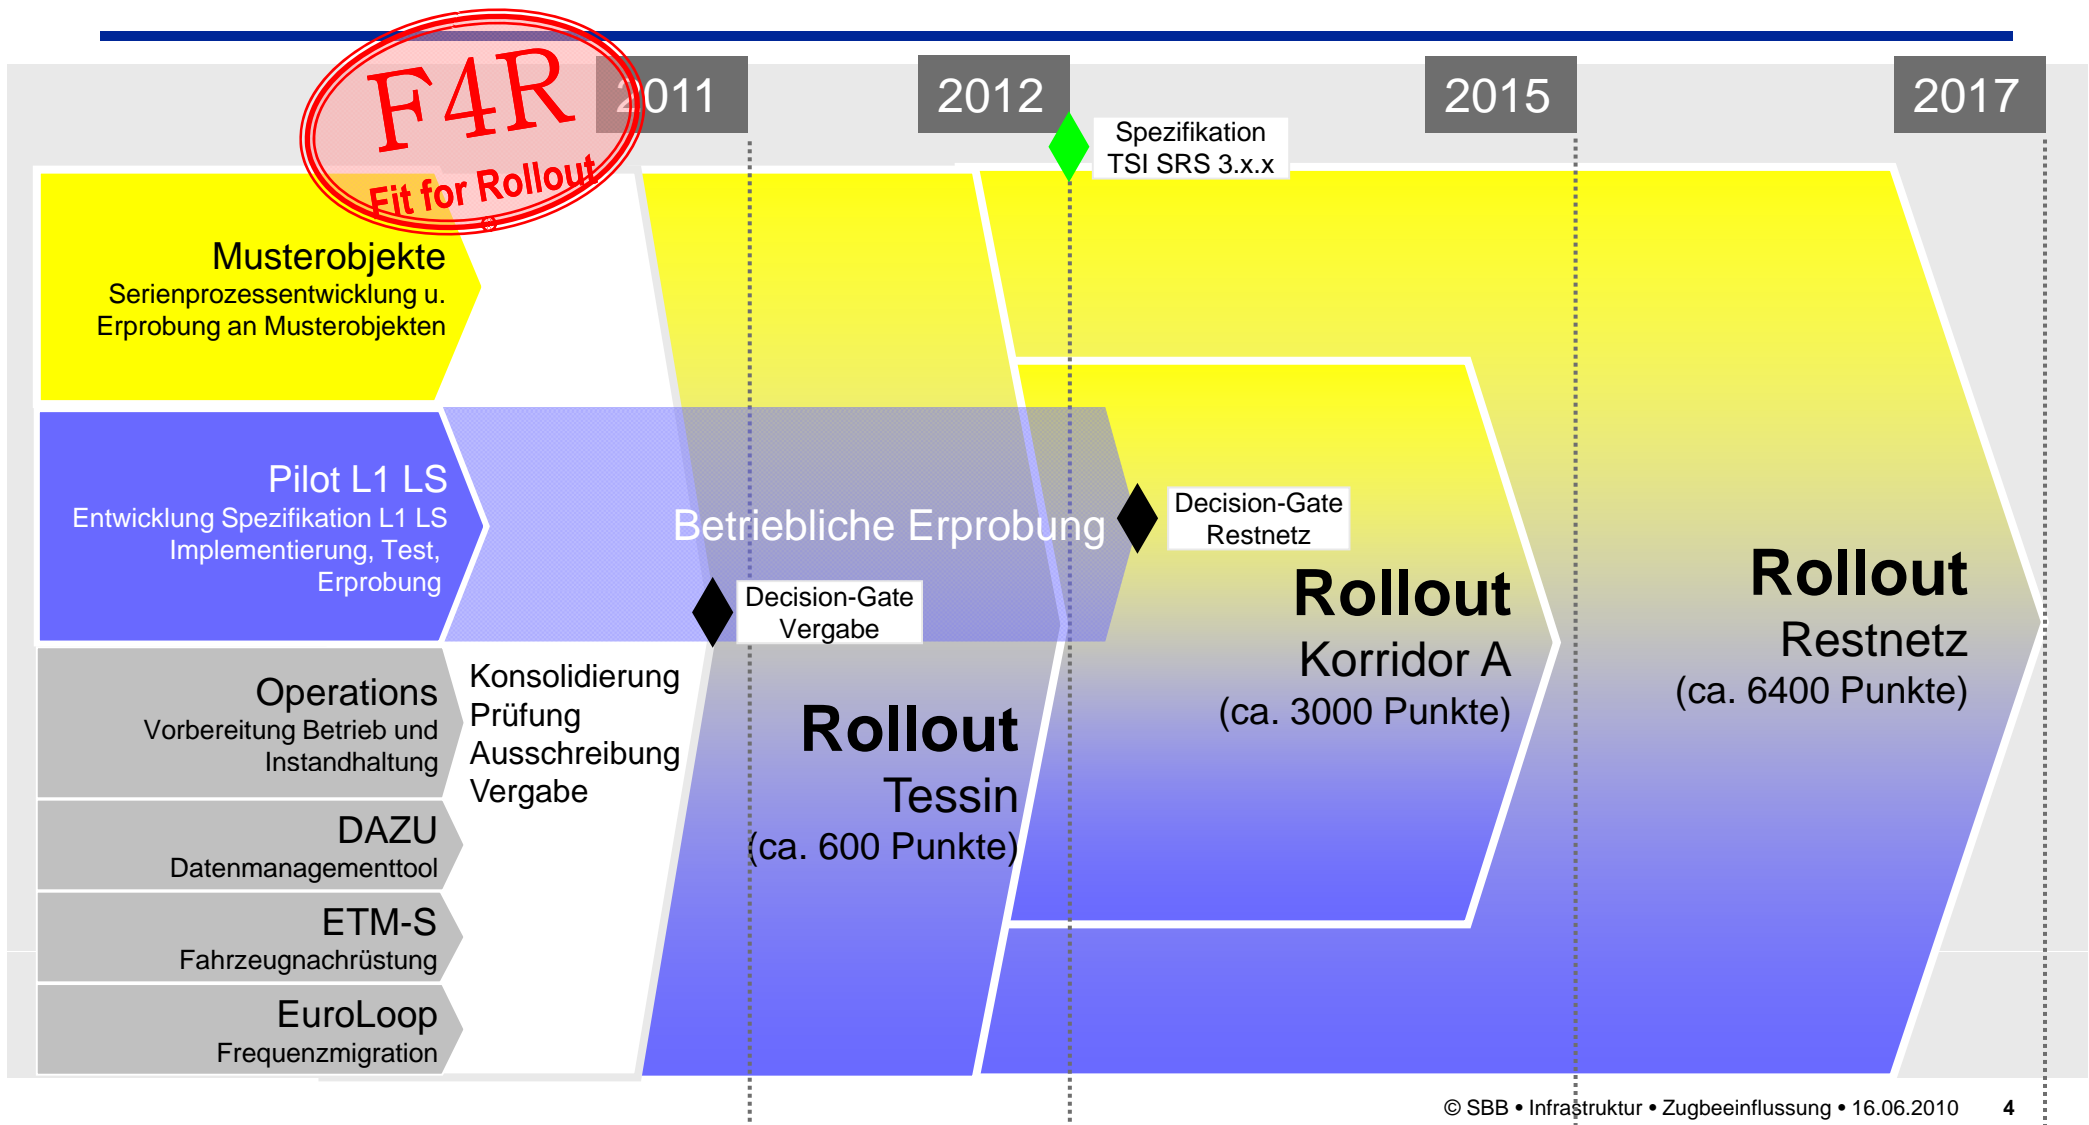 F4R
Fit for Rollout
2011
2012
2015
2017
Spezifikation
TSI SRS 3.x.x
Musterobjekte
Serienprozessentwicklung u.
Erprobung an Musterobjekten
Pilot L1 LS
Entwicklung Spezifikation L1 LS
Implementierung, Test,
Erprobung
Betriebliche Erprobung
Decision-Gate
Restnetz
Decision-Gate
Vergabe
Operations
Vorbereitung Betrieb und
Instandhaltung
DAZU
Datenmanagementtool
ETM-S
Fahrzeugnachrüstung
EuroLoop
Frequenzmigration
Konsolidierung
Prüfung
Ausschreibung
Vergabe
Rollout
Tessin
(ca. 600 Punkte)
Rollout
Korridor A
(ca. 3000 Punkte)
Rollout
Restnetz
(ca. 6400 Punkte)
© SBB • Infrastruktur • Zugbeeinflussung • 16.06.2010 4